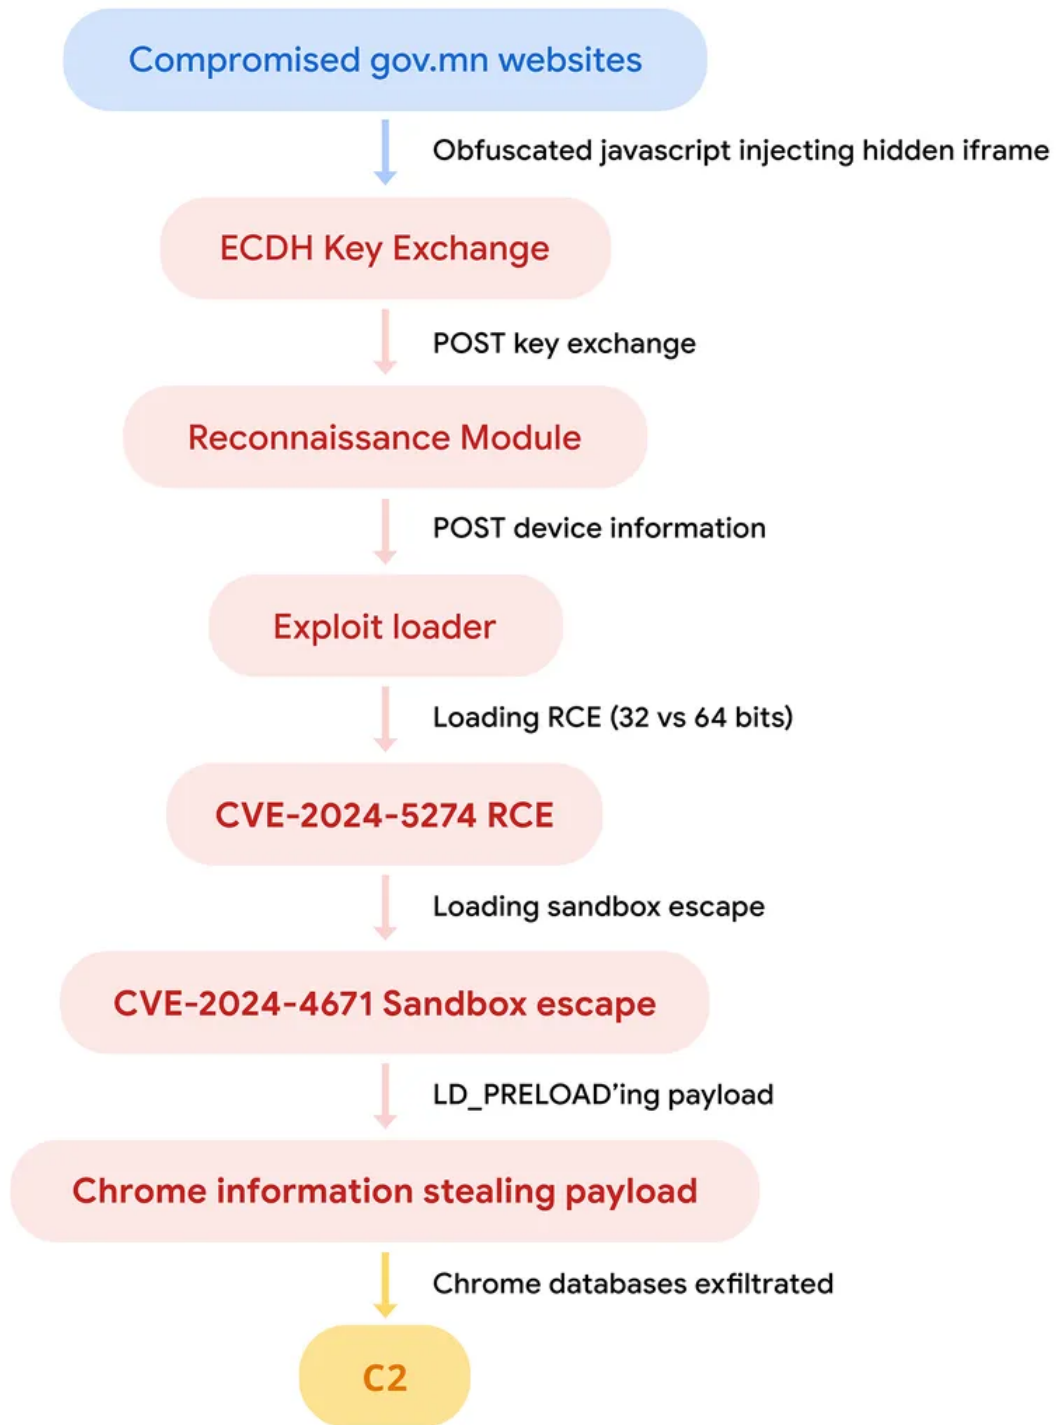 Compromised gov.mn websites
Obfuscated javascript injecting hidden iframe
ECDH Key Exchange
POST key exchange
Reconnaissance Module
POST device information
Exploit loader
Loading RCE (32 vs 64 bits)
CVE-2024-5274 RCE
Loading sandbox escape
CVE-2024-4671 Sandbox escape
LD_PRELOAD’ing payload
Chrome information stealing payload
Chrome databases exfiltrated
C2